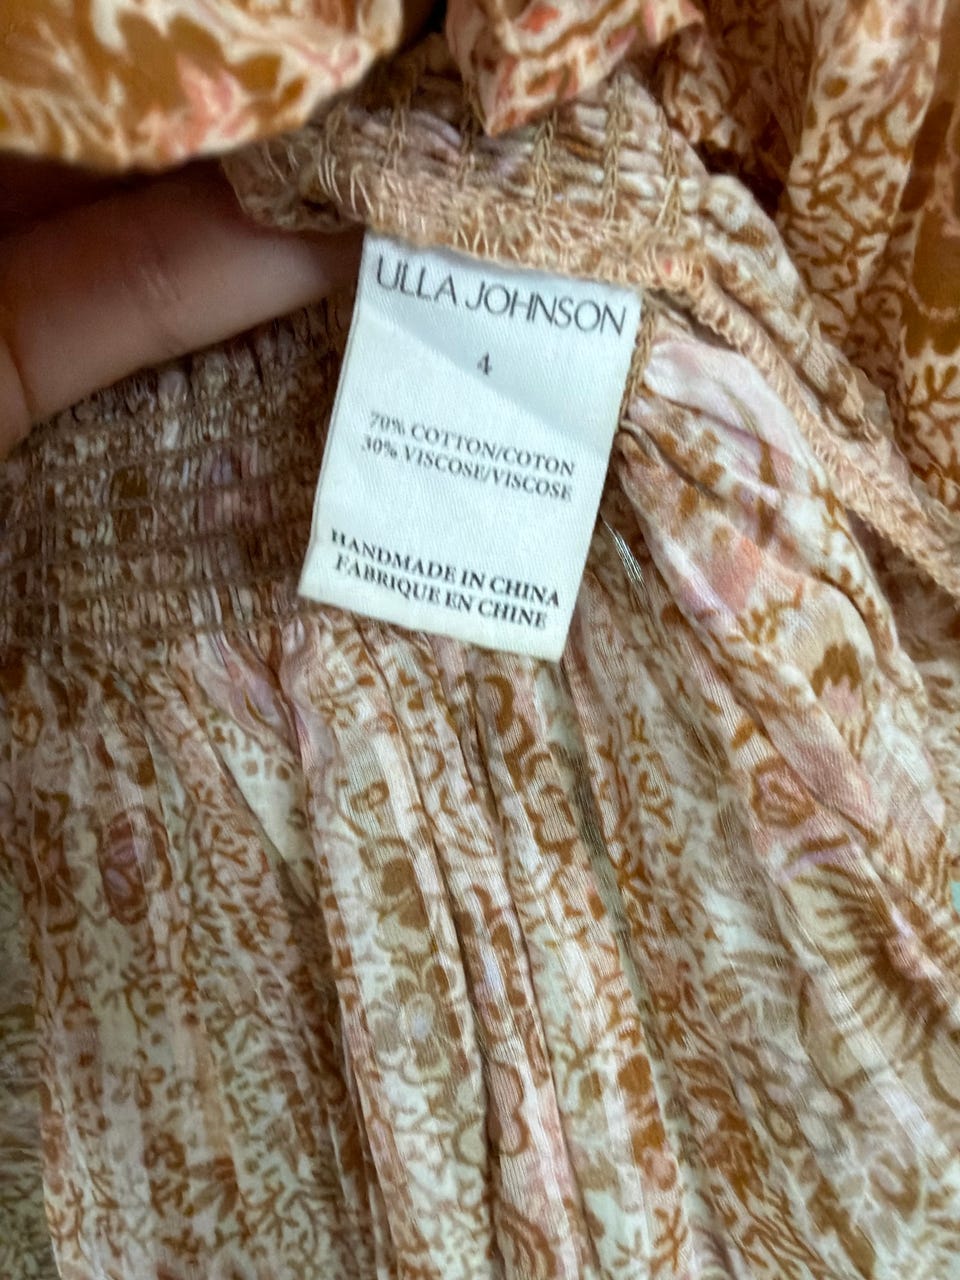 ULLA JOHNSON
4
70% COTTON/COTON
30% VISCOSE/VISCOSE
HANDMADE IN CHINA
FABRIQUE EN CHINE